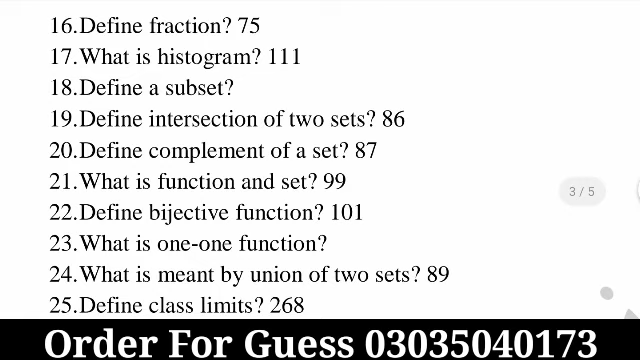 16.Define fraction? 75
17.What is histogram? 111
18.Define a subset?
19.Define intersection of two sets? 86
20.Define complement of a set? 87
21.What is function and set? 99
22.Define bijective function? 101
23.What is one-one function?
24.What is meant by union of two sets? 89
25.Define class limits? 268
3 / 5
Order For Guess 03035040173